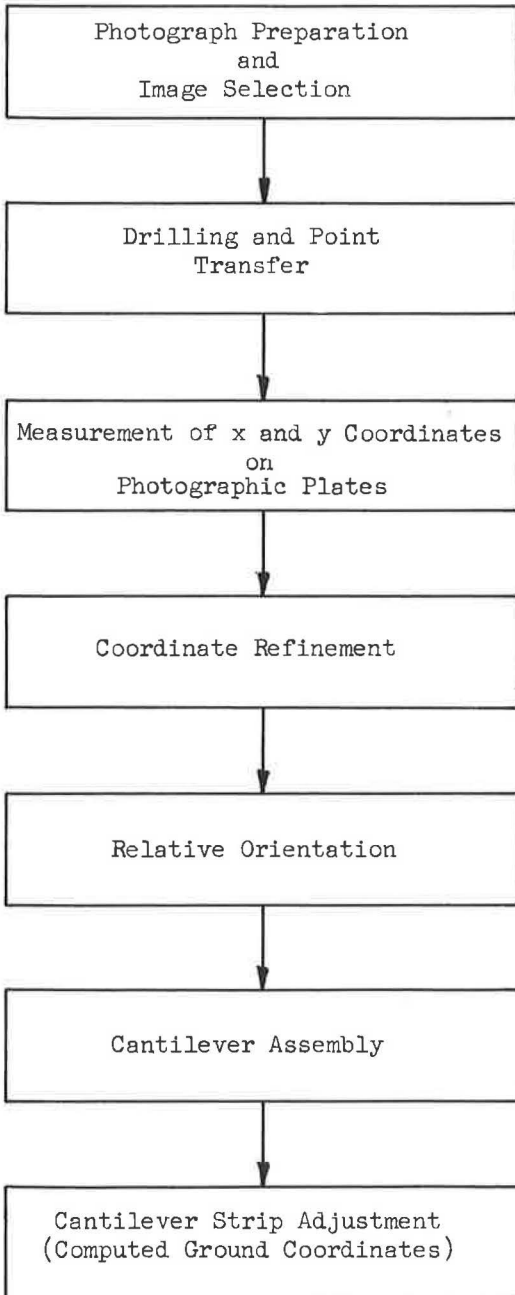 Photograph Preparation
and
Image Selection
Drilling and Point
Transfer
Measurement of x and y Coordinates
on
Photographic Plates
Coordinate Refinement
Relative Orientation
Cantilever Assembly
Cantilever Strip Adjustment
(Computed Ground Coordinates)